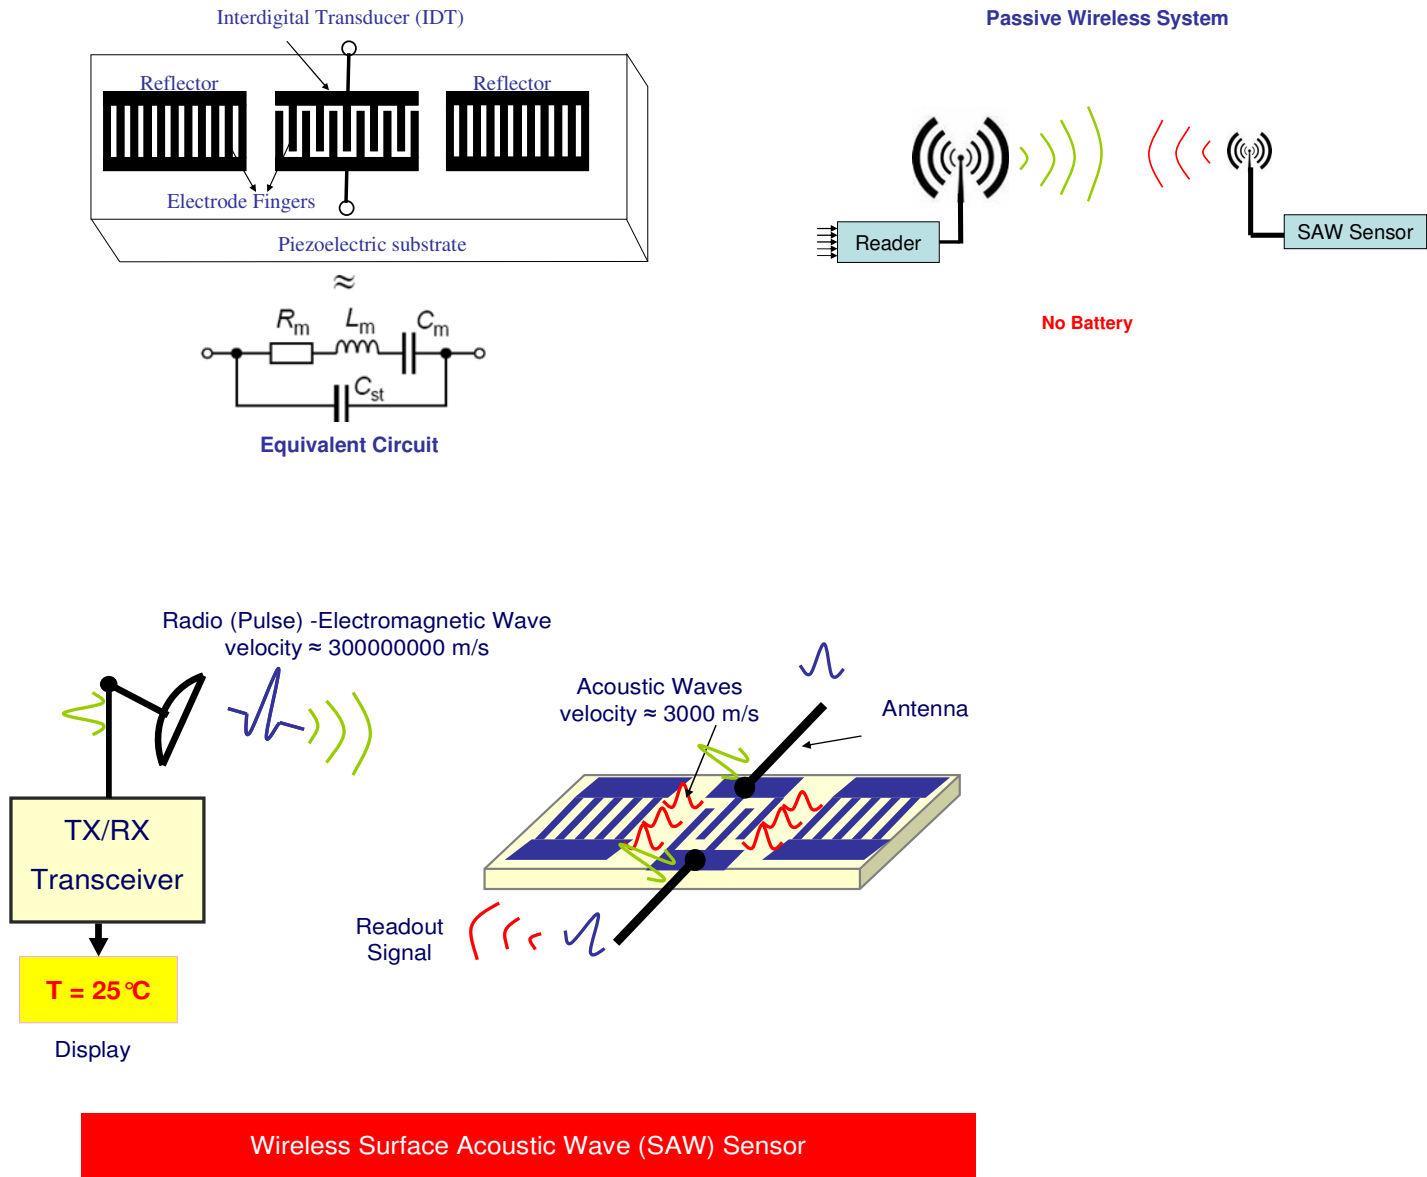 Interdigital Transducer (IDT)
Reflector
Reflector
Electrode Fingers
Piezoelectric substrate
≈
Rm
Lm
Cm
Cst
Equivalent Circuit
Passive Wireless System
Reader
SAW Sensor
No Battery
Radio (Pulse) -Electromagnetic Wave
velocity ≈ 300000000 m/s
Acoustic Waves
velocity ≈ 3000 m/s
Antenna
TX/RX
Transceiver
Readout
Signal
T = 25°C
Display
Wireless Surface Acoustic Wave (SAW) Sensor